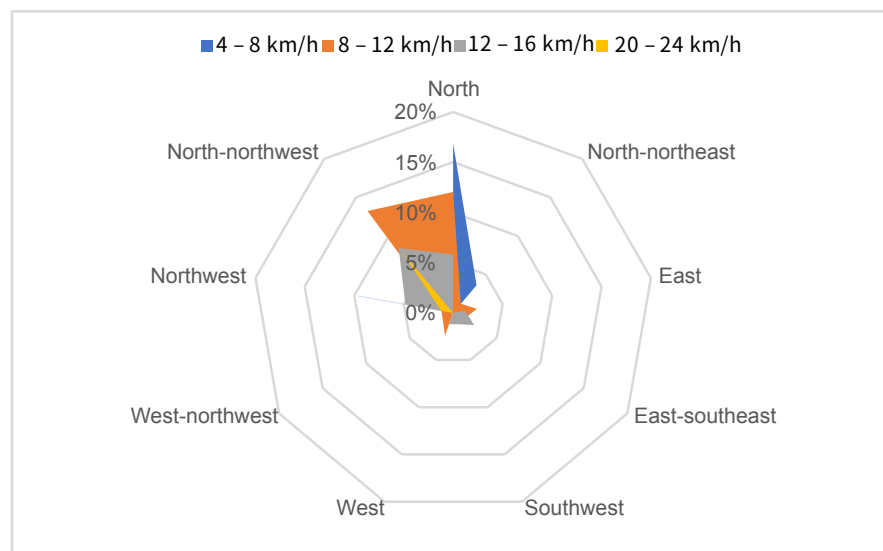 4 – 8 km/h 8 – 12 km/h 12 – 16 km/h 20 – 24 km/h
North
20%
North-northwest
North-northeast
15%
10%
5%
Northwest
East
0%
West-northwest
East-southeast
West
Southwest